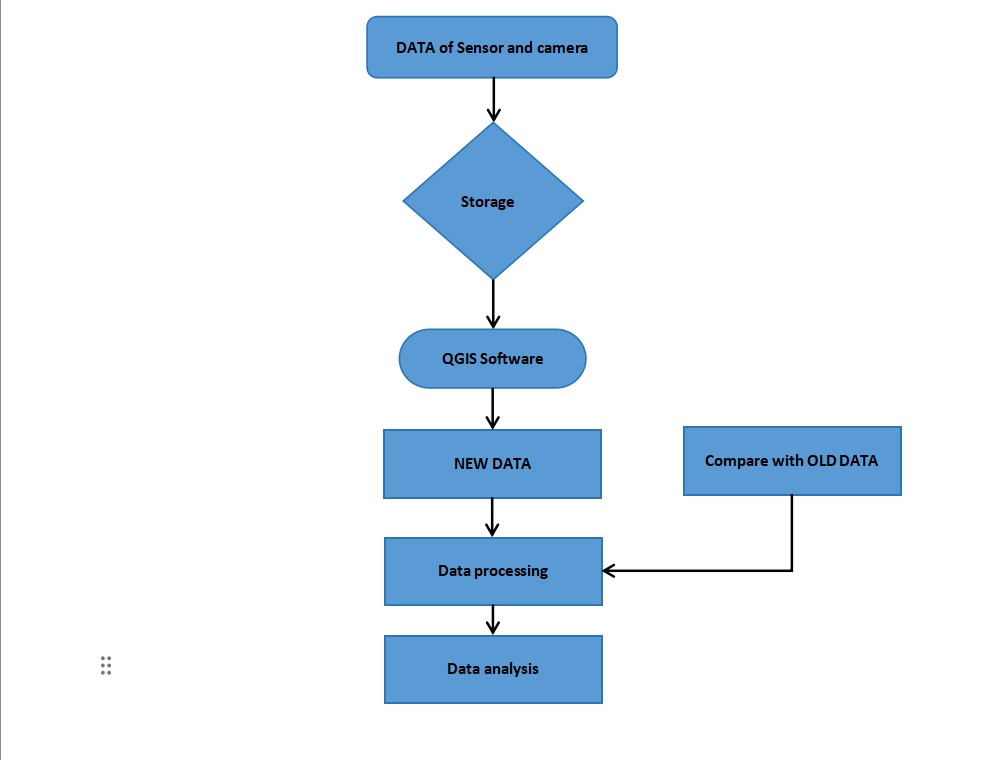 DATA of Sensor and camera
Storage
QGIS Software
NEW DATA
Compare with OLD DATA
Data processing
Data analysis